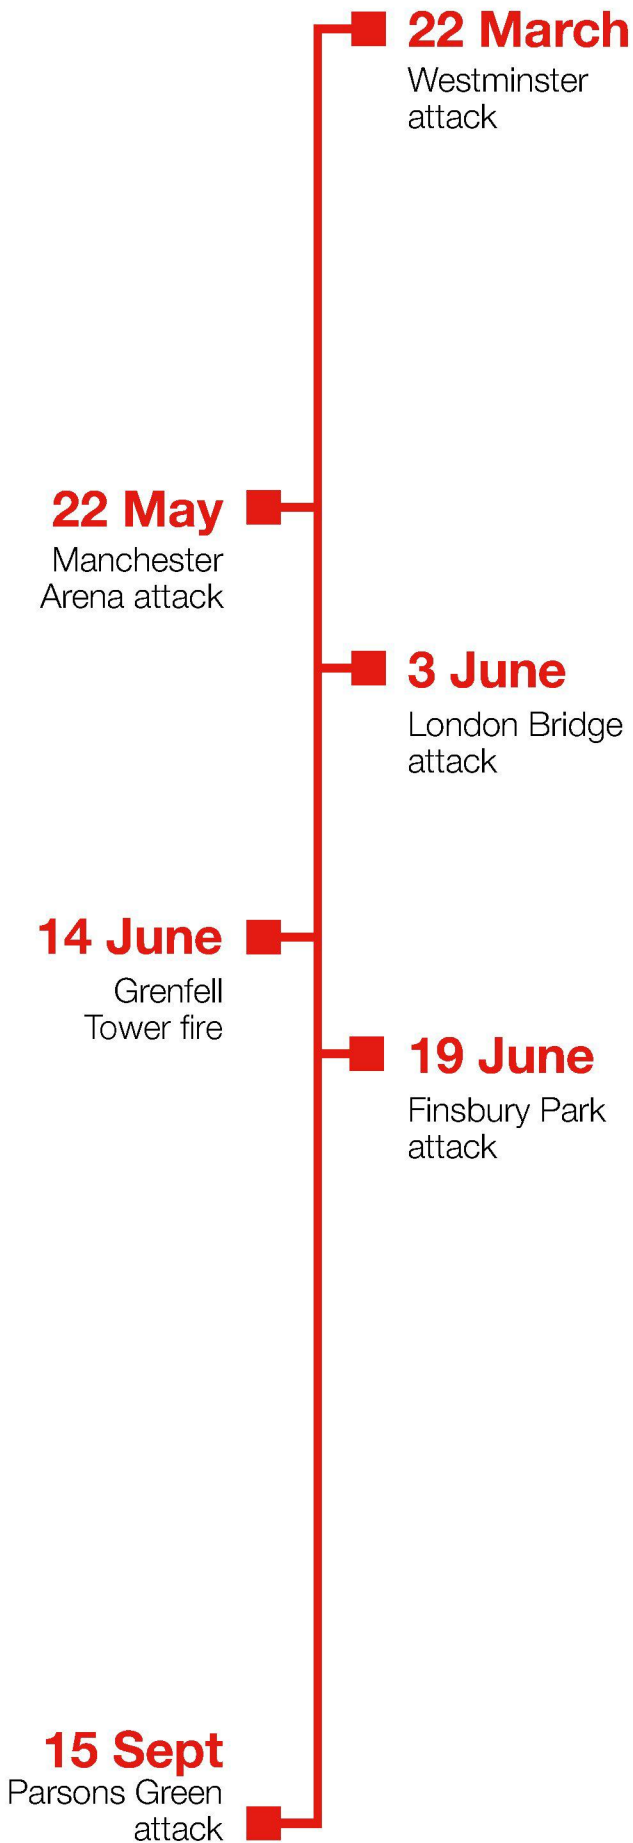 22 March
Westminster
attack
22 May
Manchester
Arena attack
3 June
London Bridge
attack
14 June
Grenfell
Tower fire
19 June
Finsbury Park
attack
15 Sept
Parsons Green
attack